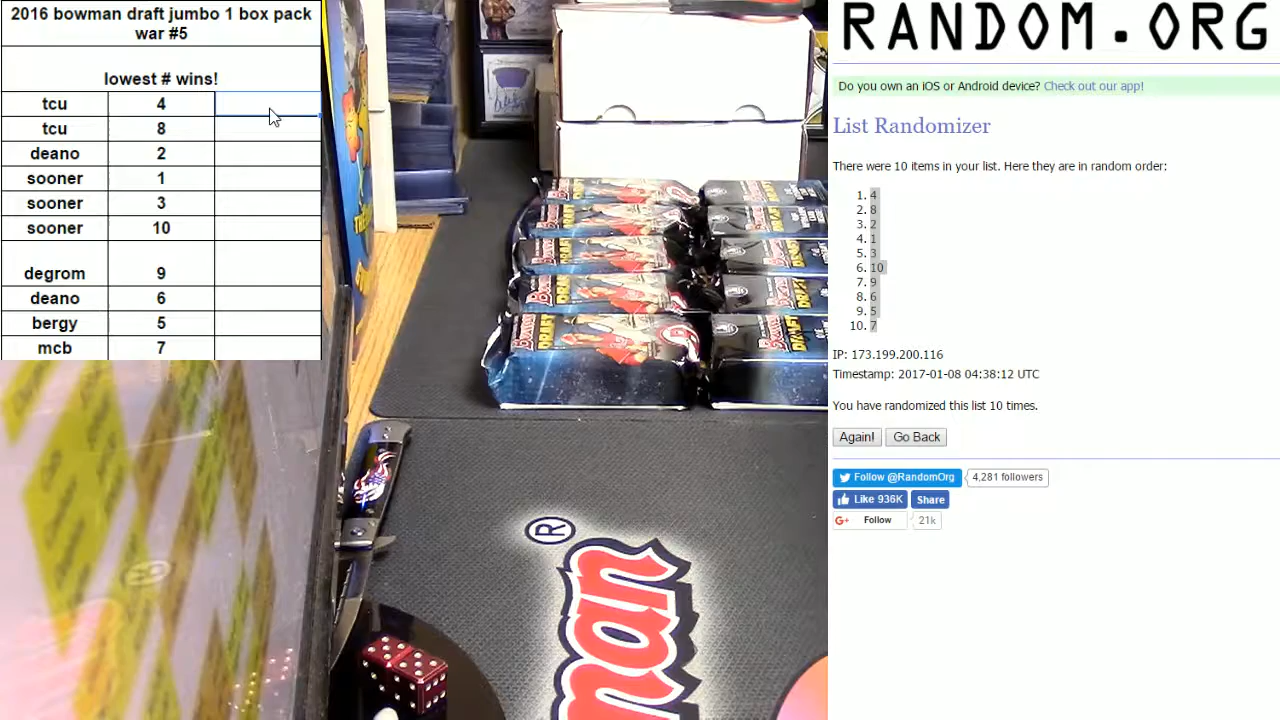 2016 bowman draft jumbo 1 box pack
war #5
lowest # wins!
tcu 4
tcu 8
deano 2
sooner 1
sooner 3
sooner 10
degrom 9
deano 6
bergy 5
mcb 7
RANDOM.ORG
Do you own an iOS or Android device? Check out our app!
List Randomizer
There were 10 items in your list. Here they are in random order:
1. 4
2. 8
3. 2
4. 1
5. 3
6. 10
7. 9
8. 6
9. 5
10. 7
IP: 173.199.200.116
Timestamp: 2017-01-08 04:38:12 UTC
You have randomized this list 10 times.
Again! Go Back
Follow @RandomOrg 4,281 followers
Like 936K Share
G+ Follow 21k
Bowman
DRAFT
®
man